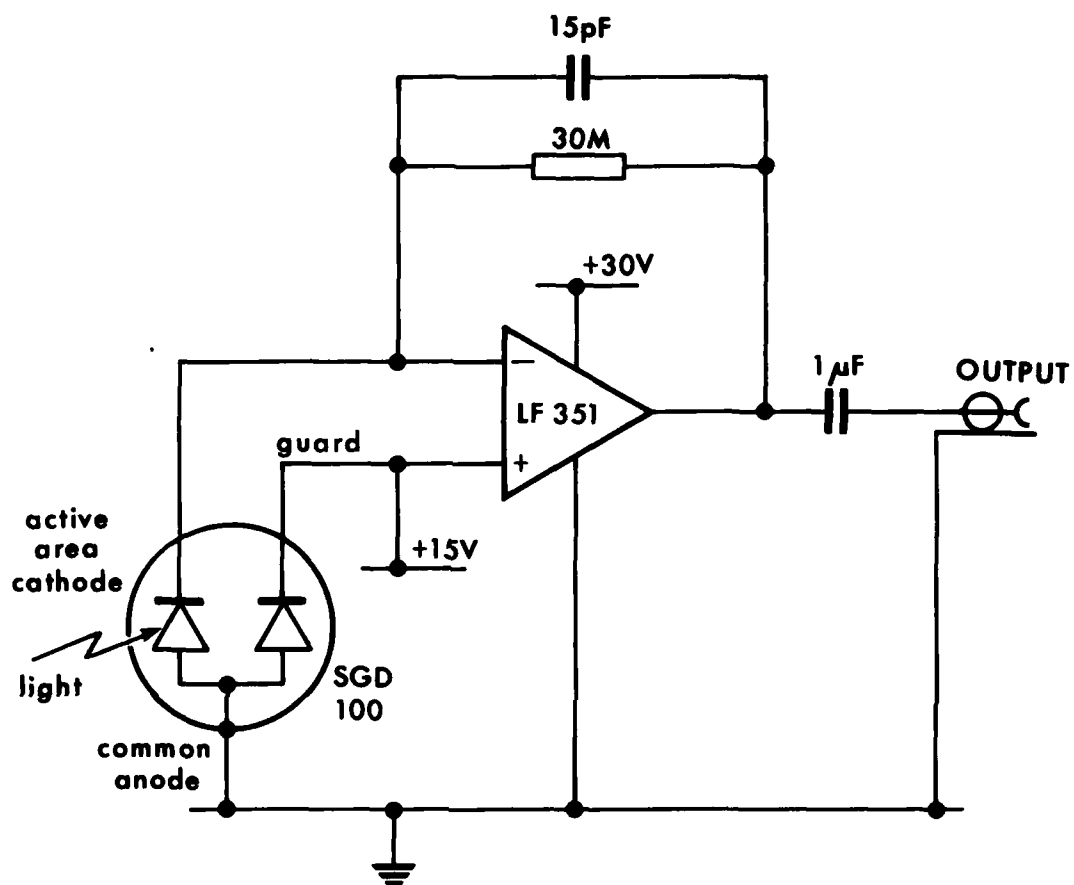 15pF
30M
+30V
−
LF 351
+
1μF
OUTPUT
guard
+15V
active
area
cathode
light
SGD
100
common
anode